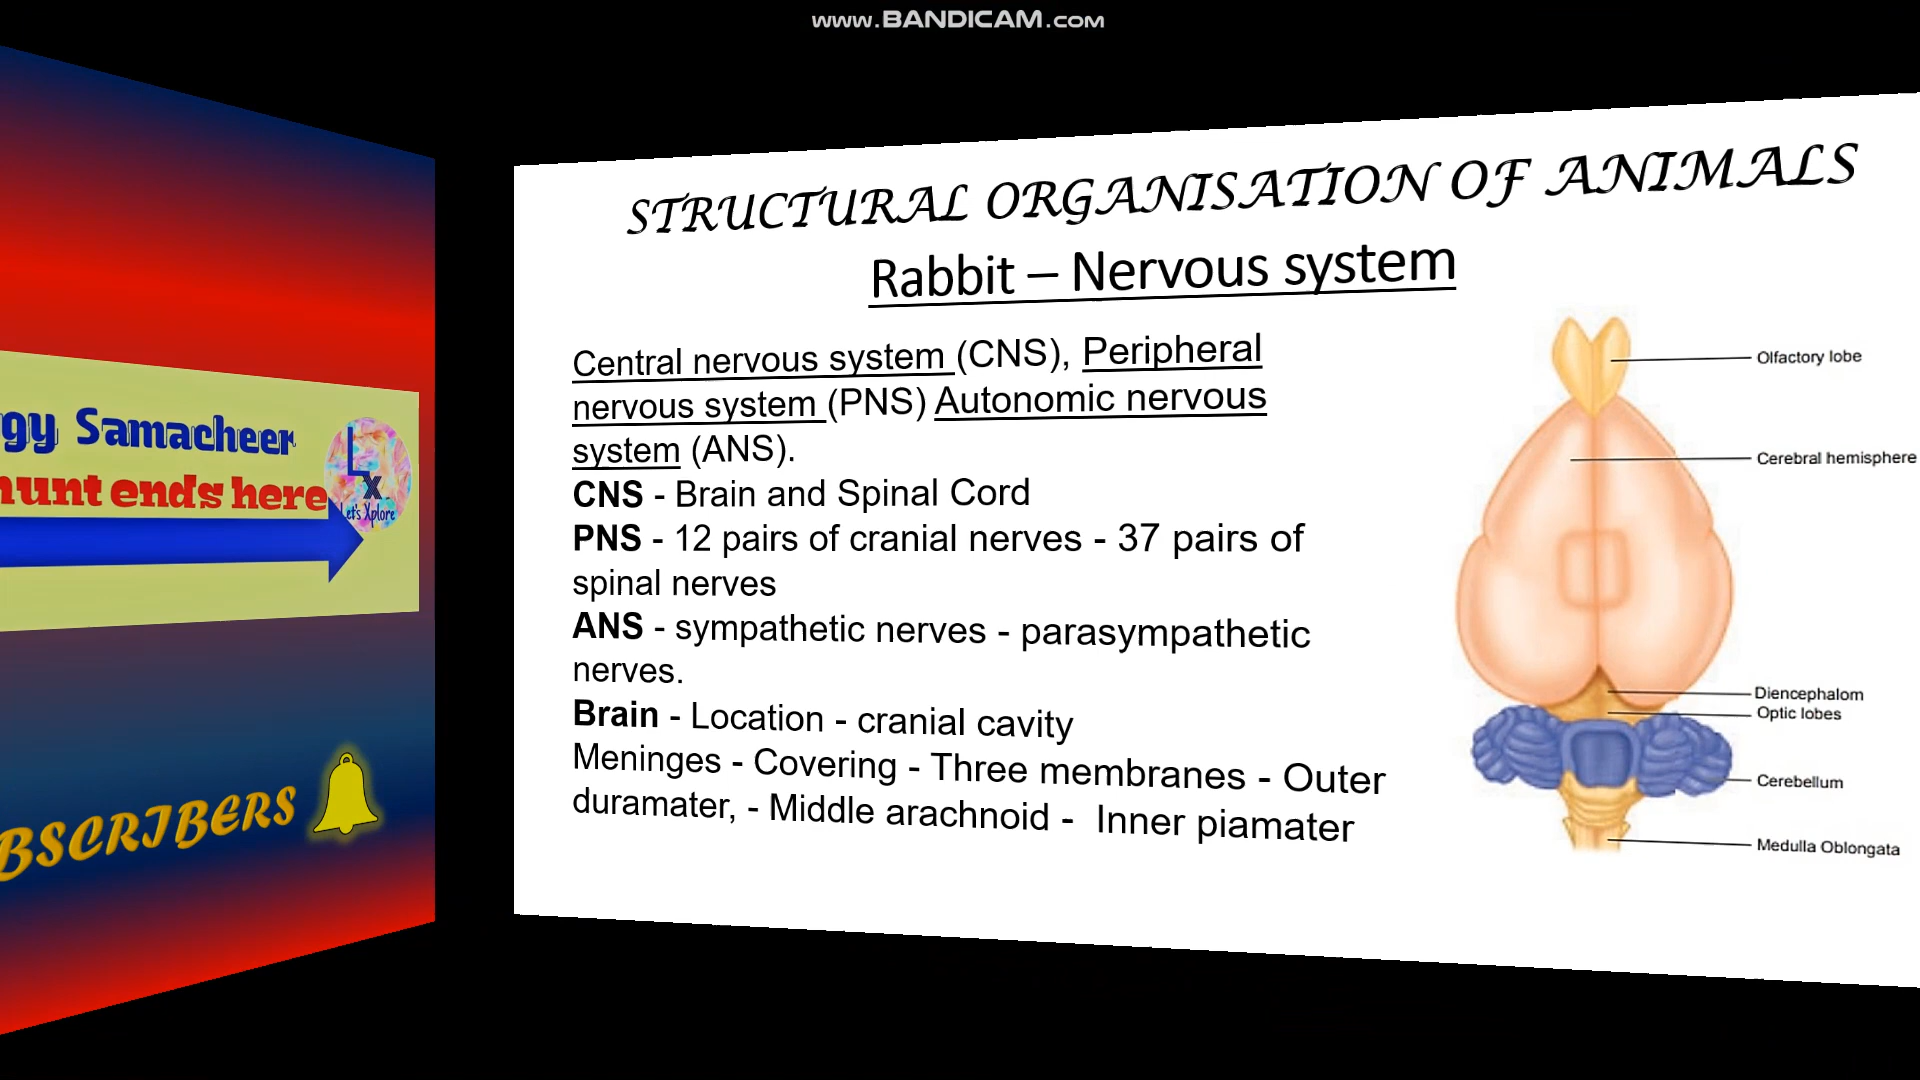 www.BANDICAM.com
gy Samacheer
hunt ends here
L
x
Let's Xplore
BSCRIBERS
STRUCTURAL ORGANISATION OF ANIMALS
Rabbit – Nervous system
Central nervous system (CNS), Peripheral
nervous system (PNS) Autonomic nervous
system (ANS).
CNS - Brain and Spinal Cord
PNS - 12 pairs of cranial nerves - 37 pairs of
spinal nerves
ANS - sympathetic nerves - parasympathetic
nerves.
Brain - Location - cranial cavity
Meninges - Covering - Three membranes - Outer
duramater, - Middle arachnoid - Inner piamater
Olfactory lobe
Cerebral hemisphere
Diencephalom
Optic lobes
Cerebellum
Medulla Oblongata